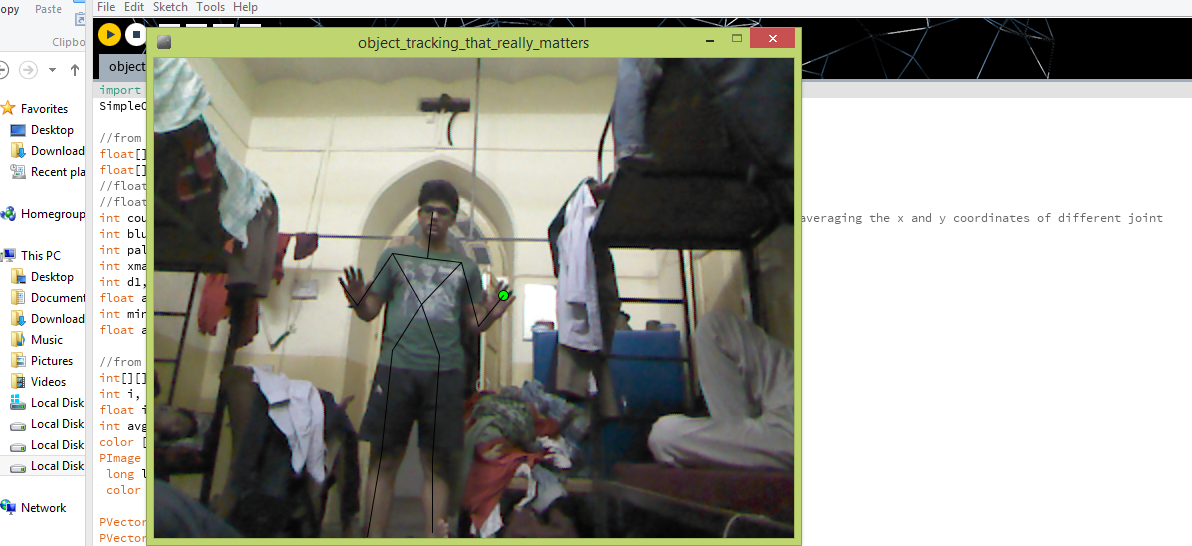 opy
Paste
Clipbo
Favorites
Desktop
Download
Recent pla
Homegroup
This PC
Desktop
Document
Download
Music
Pictures
Videos
Local Disk
Local Disk
Local Disk
Local Disk
Network
File Edit Sketch Tools Help
object_tracking_that_really_matters
object
import
SimpleO
//from
float[]
float[]
//float
//float
int cou averaging the x and y coordinates of different joint
int blu
int pal
int xma
int d1,
float a
int min
float a
//from
int[][]
int i,
float i
int avg
color [
PImage
long l
color
PVector
PVector